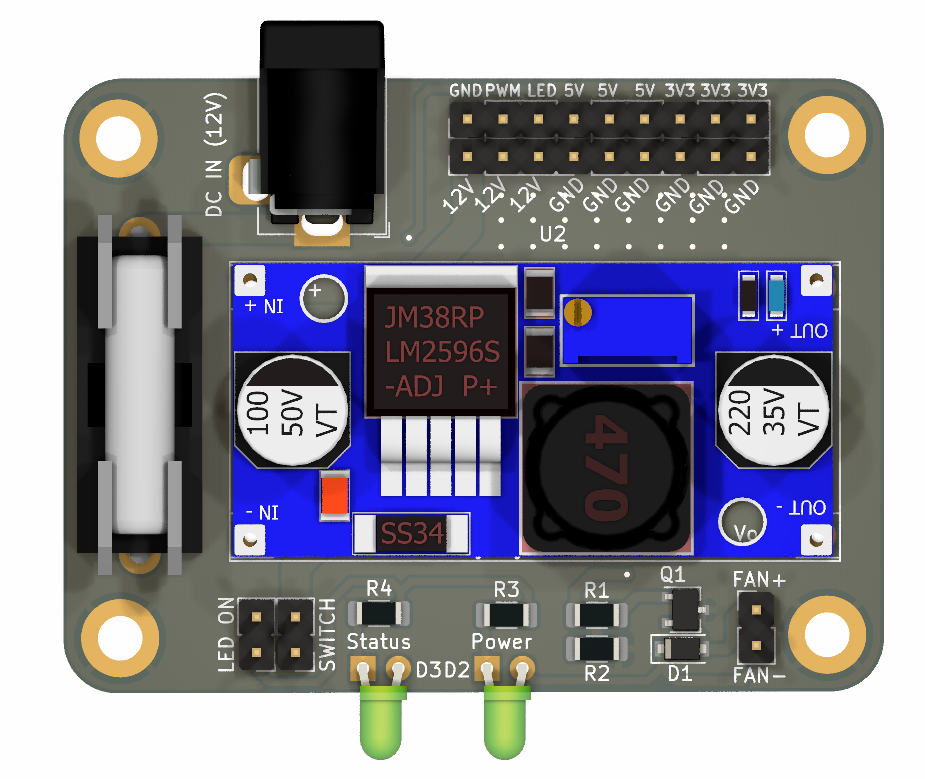 GND PWM LED 5V 5V 5V 3V3 3V3 3V3
DC IN (12V)
12V 12V 12V GND GND GND GND GND GND
U2
+ IN
+
JM38RP
LM2596S
-ADJ P+
OUT +
100
50V
VT
470
220
35V
VT
- IN
SS34
Vo
OUT -
LED ON
SWITCH
R4
Status
D3
R3
Power
D2
R1
R2
Q1
D1
FAN+
FAN-